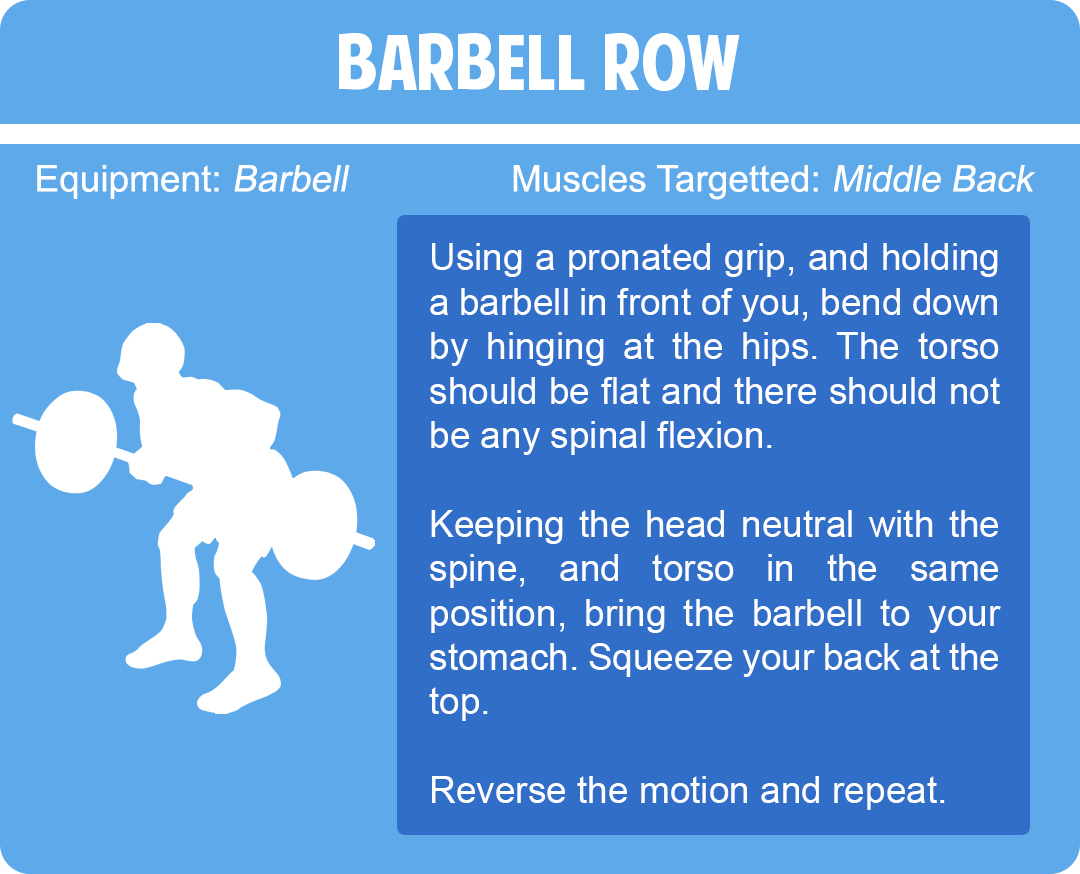 BARBELL ROW
Equipment: Barbell
Muscles Targetted: Middle Back
Using a pronated grip, and holding
a barbell in front of you, bend down
by hinging at the hips. The torso
should be flat and there should not
be any spinal flexion.
Keeping the head neutral with the
spine, and torso in the same
position, bring the barbell to your
stomach. Squeeze your back at the
top.
Reverse the motion and repeat.